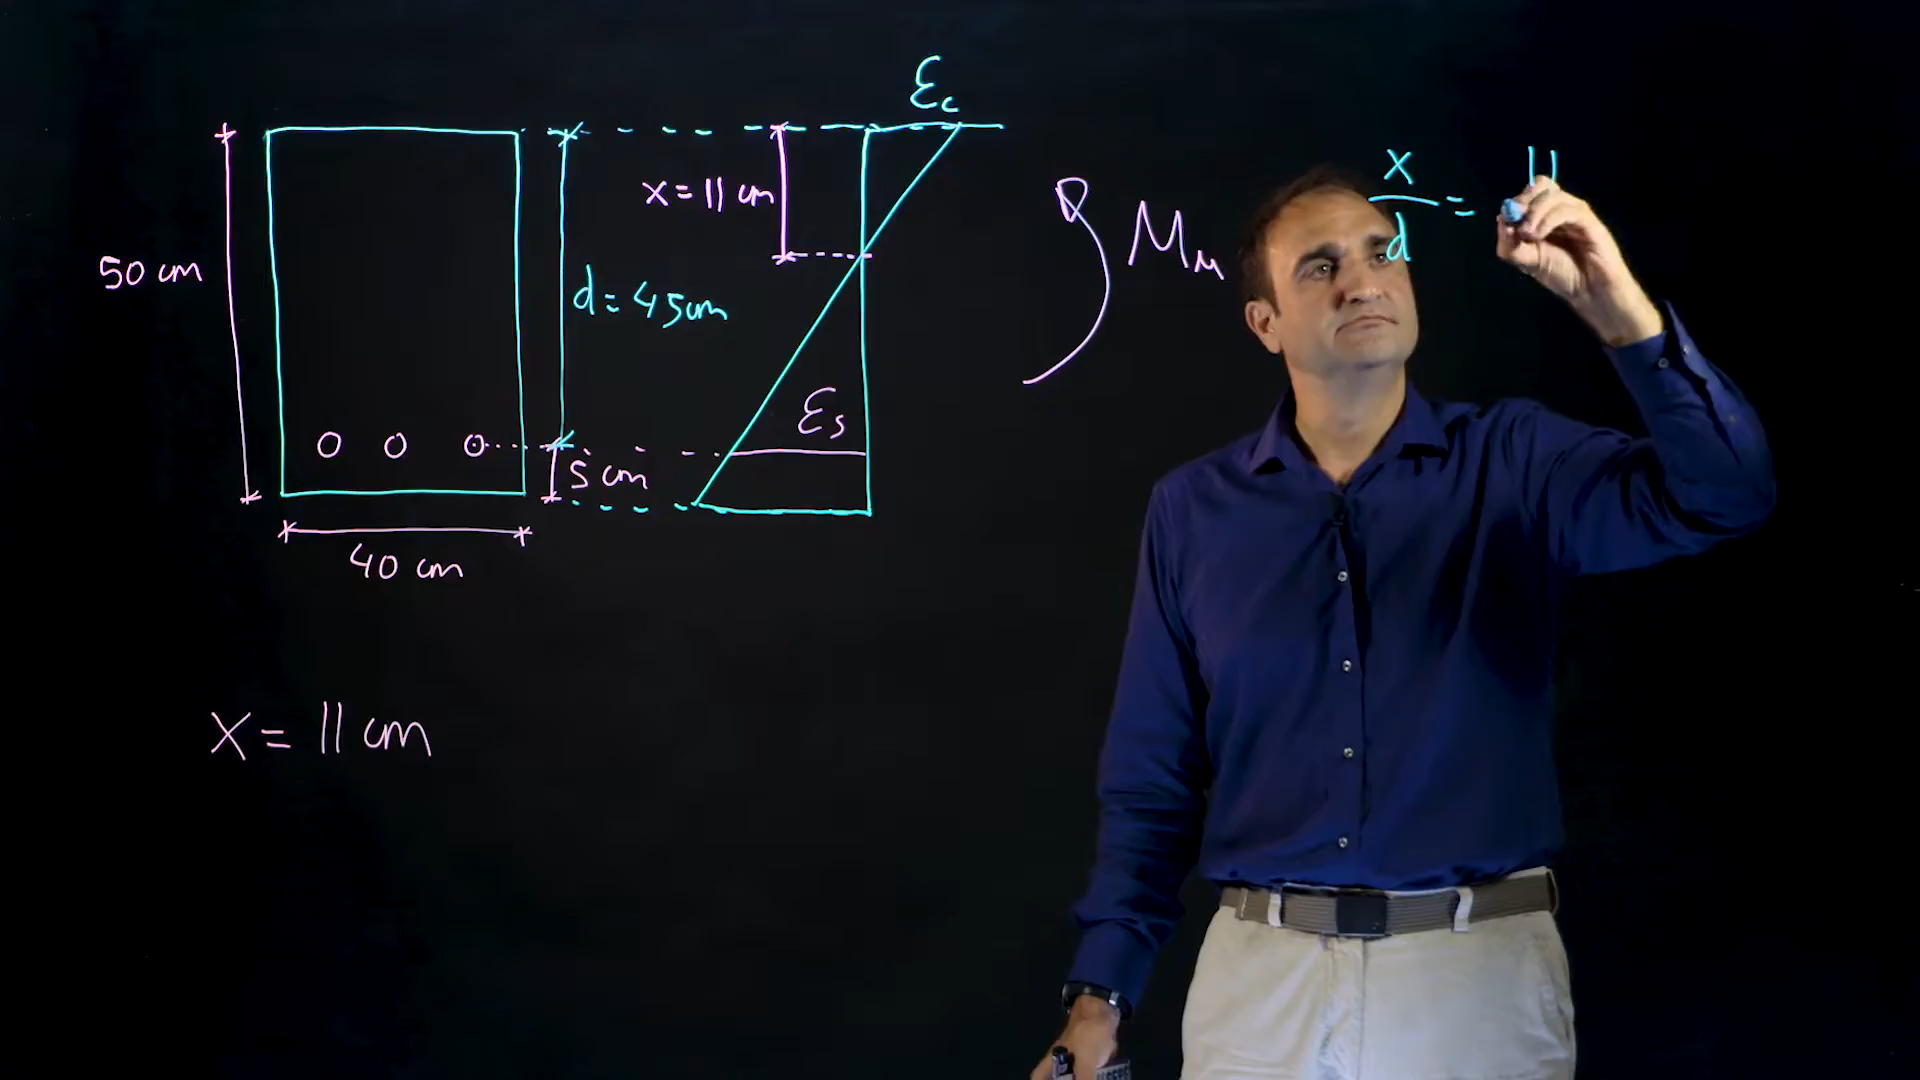 εc
x = 11 cm
50 cm
d = 45cm
εs
5 cm
40 cm
Mu
x/d = 11
x = 11 cm